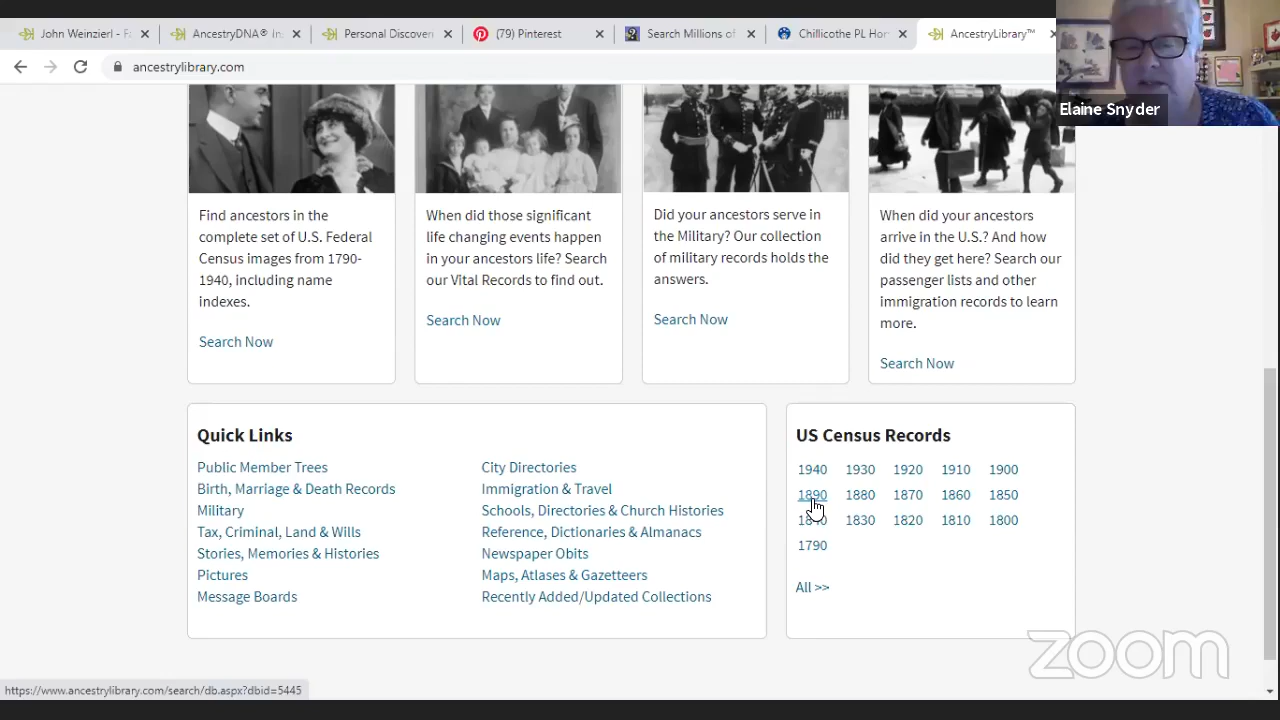 John Weinzierl - F
AncestryDNA® in
Personal Discover
(79) Pinterest
Search Millions of
Chillicothe PL Hor
AncestryLibrary™
ancestrylibrary.com
Elaine Snyder
Find ancestors in the
complete set of U.S. Federal
Census images from 1790-
1940, including name
indexes.
Search Now
When did those significant
life changing events happen
in your ancestors life? Search
our Vital Records to find out.
Search Now
Did your ancestors serve in
the Military? Our collection
of military records holds the
answers.
Search Now
When did your ancestors
arrive in the U.S.? And how
did they get here? Search our
passenger lists and other
immigration records to learn
more.
Search Now
Quick Links
Public Member Trees
Birth, Marriage & Death Records
Military
Tax, Criminal, Land & Wills
Stories, Memories & Histories
Pictures
Message Boards
City Directories
Immigration & Travel
Schools, Directories & Church Histories
Reference, Dictionaries & Almanacs
Newspaper Obits
Maps, Atlases & Gazetteers
Recently Added/Updated Collections
US Census Records
1940 1930 1920 1910 1900
1890 1880 1870 1860 1850
1840 1830 1820 1810 1800
1790
All >>
zoom
https://www.ancestrylibrary.com/search/db.aspx?dbid=5445